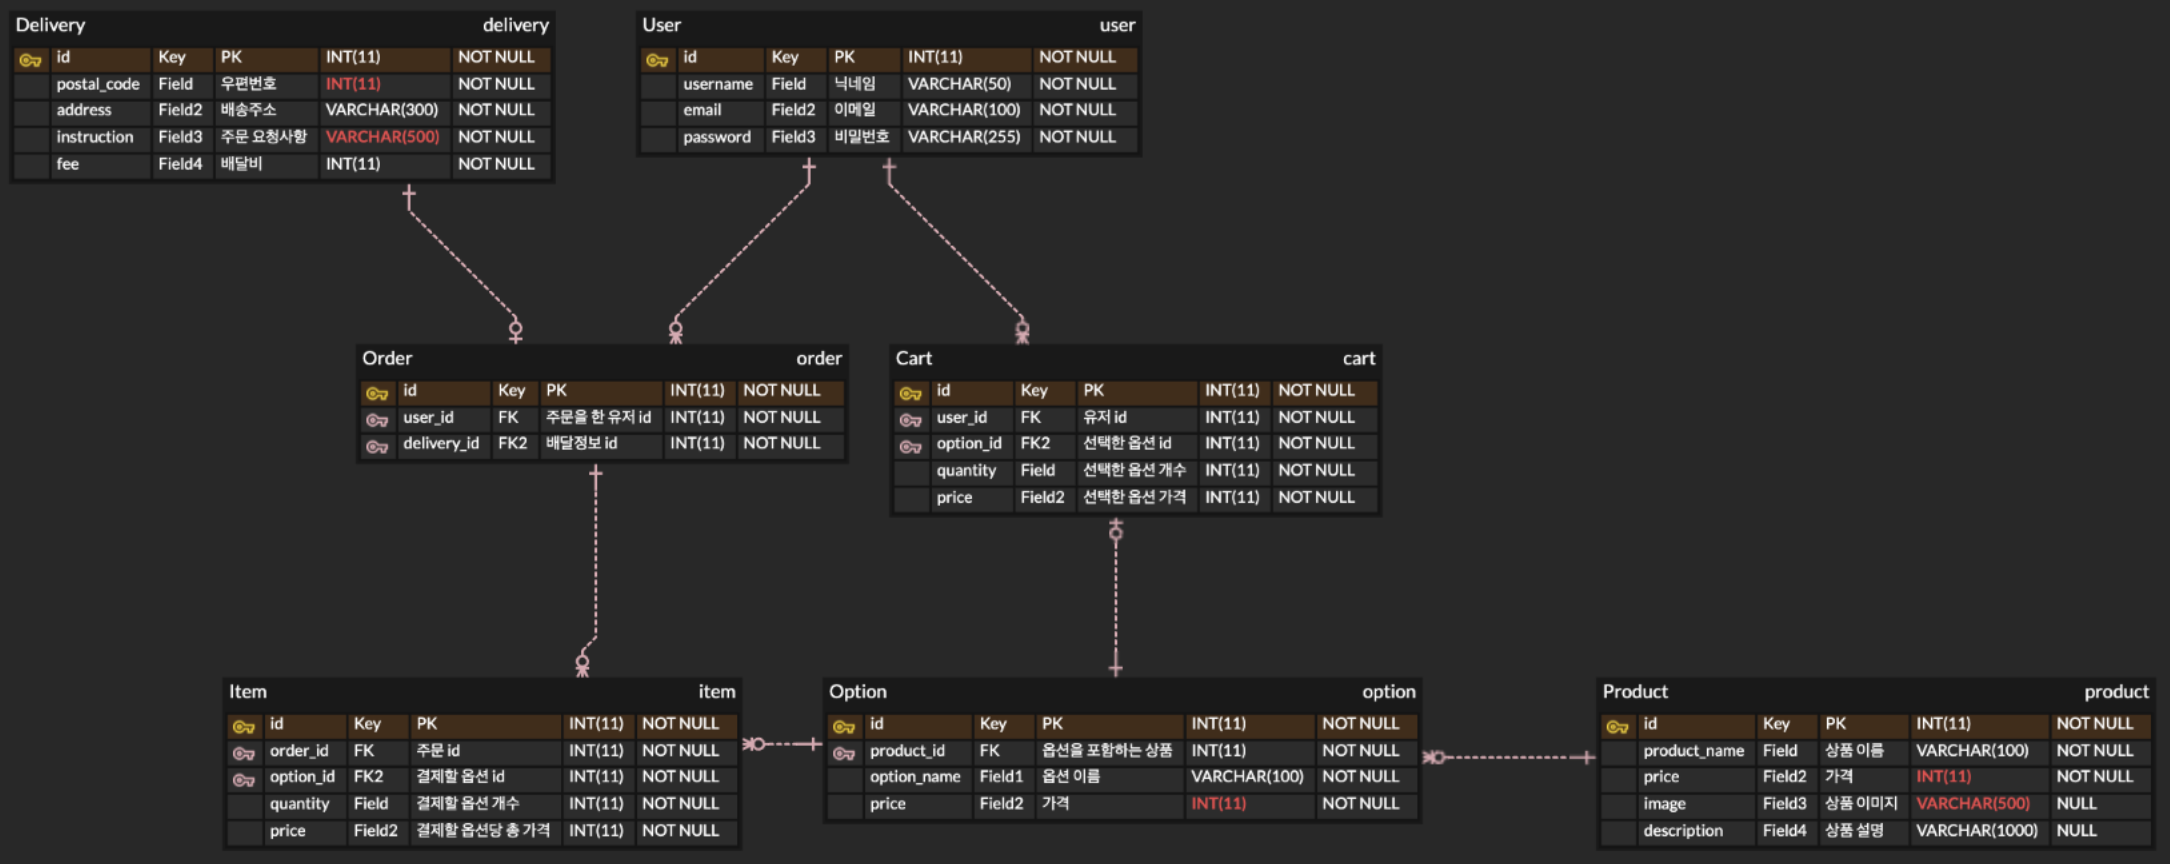 Delivery delivery
id Key PK INT(11) NOT NULL
postal_code Field 우편번호 INT(11) NOT NULL
address Field2 배송주소 VARCHAR(300) NOT NULL
instruction Field3 주문 요청사항 VARCHAR(500) NOT NULL
fee Field4 배달비 INT(11) NOT NULL
User user
id Key PK INT(11) NOT NULL
username Field 닉네임 VARCHAR(50) NOT NULL
email Field2 이메일 VARCHAR(100) NOT NULL
password Field3 비밀번호 VARCHAR(255) NOT NULL
Order order
id Key PK INT(11) NOT NULL
user_id FK 주문을 한 유저 id INT(11) NOT NULL
delivery_id FK2 배달정보 id INT(11) NOT NULL
Cart cart
id Key PK INT(11) NOT NULL
user_id FK 유저 id INT(11) NOT NULL
option_id FK2 선택한 옵션 id INT(11) NOT NULL
quantity Field 선택한 옵션 개수 INT(11) NOT NULL
price Field2 선택한 옵션 가격 INT(11) NOT NULL
Item item
id Key PK INT(11) NOT NULL
order_id FK 주문 id INT(11) NOT NULL
option_id FK2 결제할 옵션 id INT(11) NOT NULL
quantity Field 결제할 옵션 개수 INT(11) NOT NULL
price Field2 결제할 옵션당 총 가격 INT(11) NOT NULL
Option option
id Key PK INT(11) NOT NULL
product_id FK 옵션을 포함하는 상품 INT(11) NOT NULL
option_name Field1 옵션 이름 VARCHAR(100) NOT NULL
price Field2 가격 INT(11) NOT NULL
Product product
id Key PK INT(11) NOT NULL
product_name Field 상품 이름 VARCHAR(100) NOT NULL
price Field2 가격 INT(11) NOT NULL
image Field3 상품 이미지 VARCHAR(500) NULL
description Field4 상품 설명 VARCHAR(1000) NULL